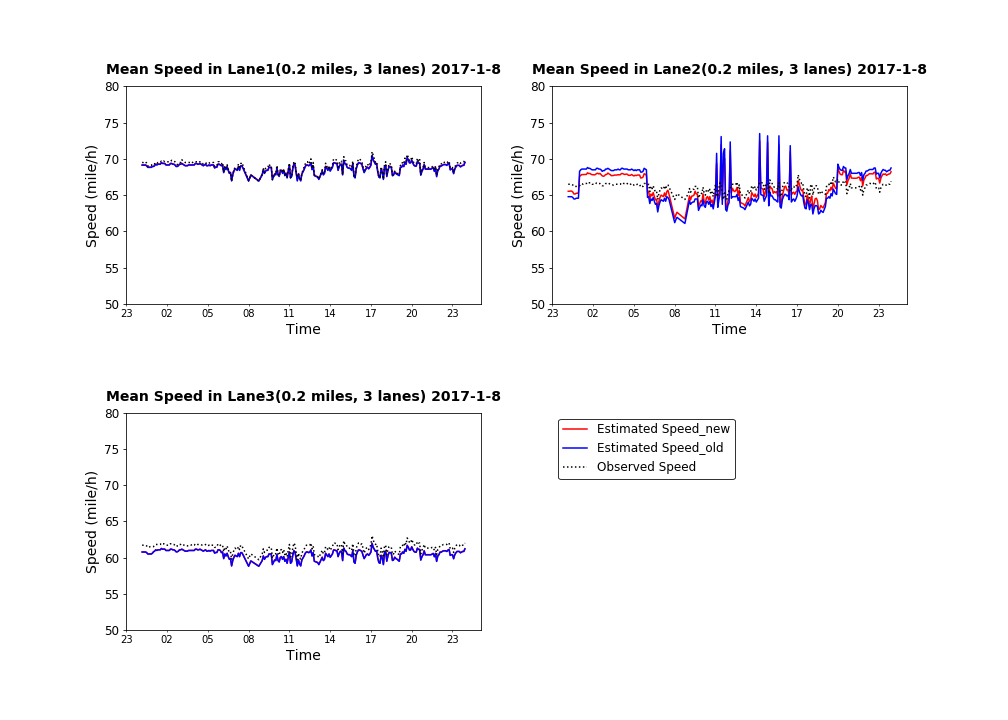 Mean Speed in Lane1(0.2 miles, 3 lanes) 2017-1-8
80
75
70
65
60
55
50
Speed (mile/h)
23 02 05 08 11 14 17 20 23
Time
Mean Speed in Lane2(0.2 miles, 3 lanes) 2017-1-8
80
75
70
65
60
55
50
Speed (mile/h)
23 02 05 08 11 14 17 20 23
Time
Mean Speed in Lane3(0.2 miles, 3 lanes) 2017-1-8
80
75
70
65
60
55
50
Speed (mile/h)
23 02 05 08 11 14 17 20 23
Time
Estimated Speed_new
Estimated Speed_old
Observed Speed